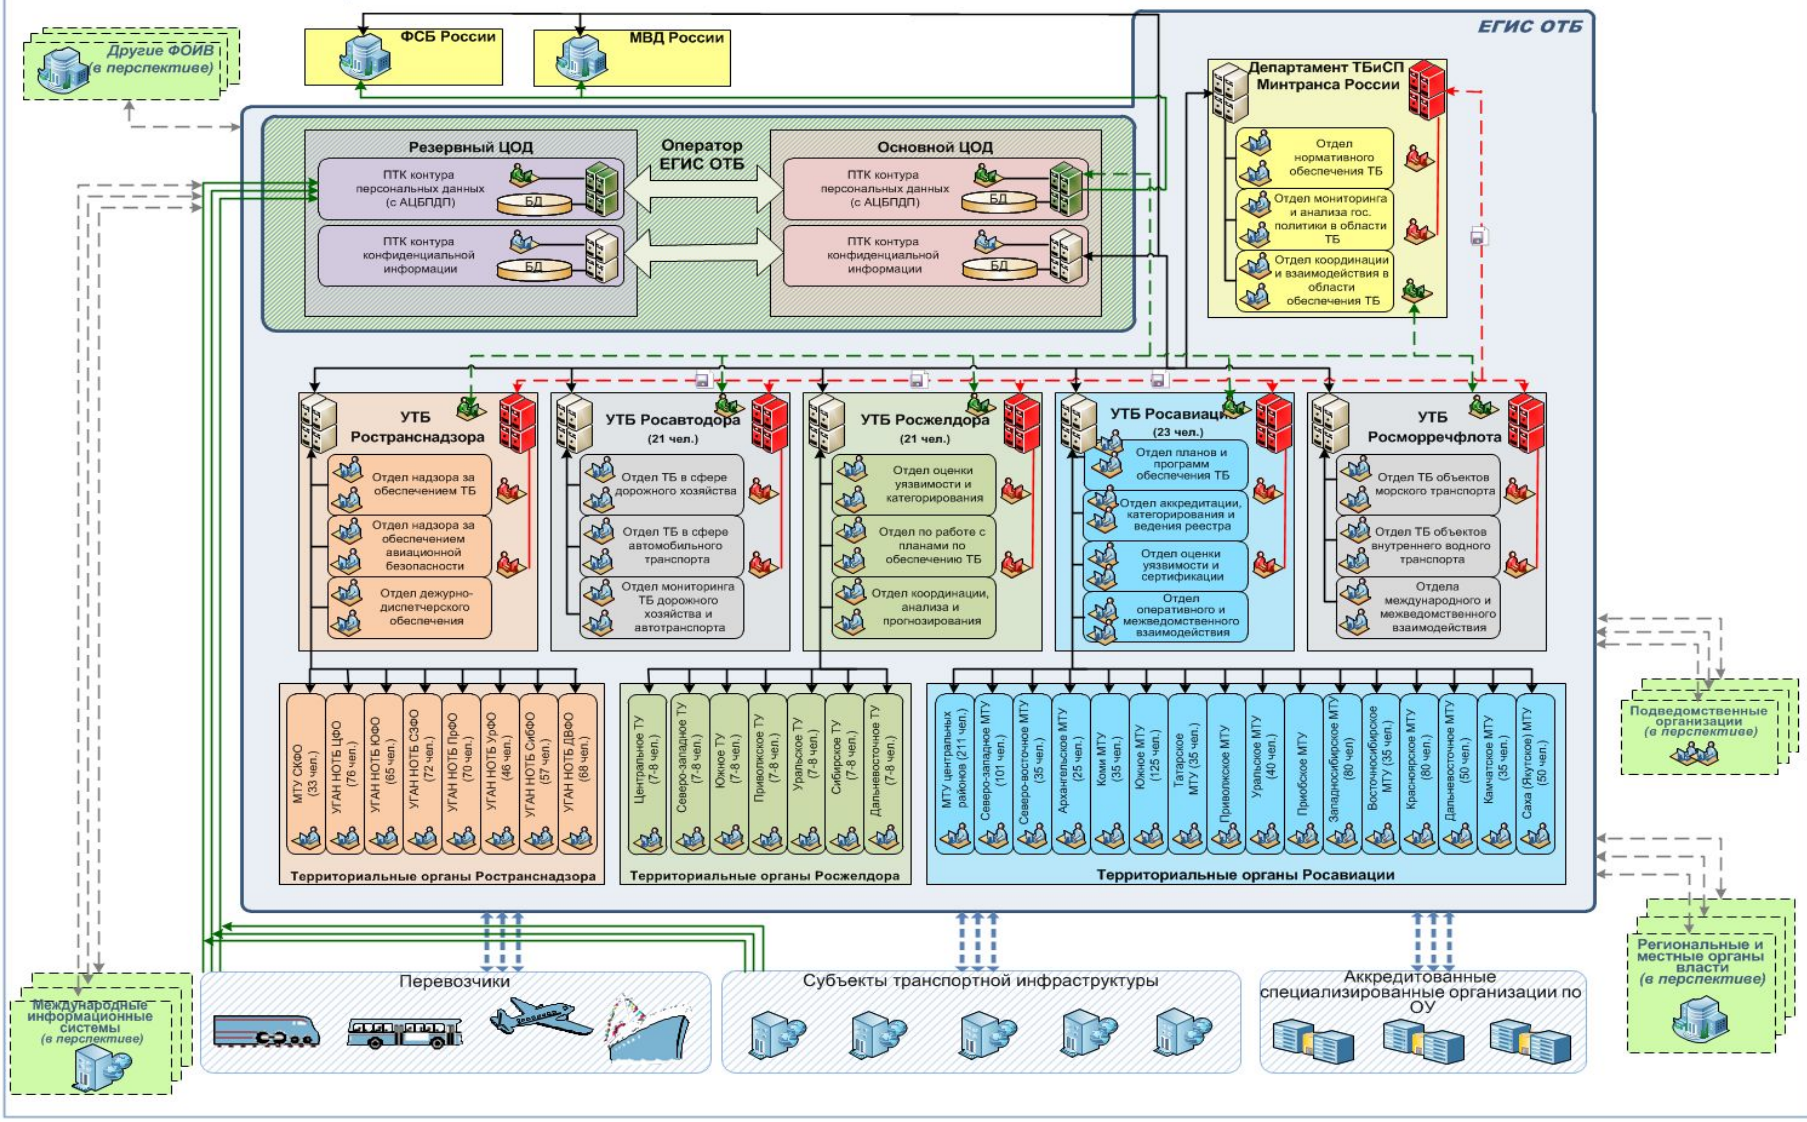 ЕГИС ОТБ
Другие ФОИВ
(в перспективе)
ФСБ России
МВД России
Департамент ТБиСП
Минтранса России
Отдел
нормативного
обеспечения ТБ
Отдел мониторинга
и анализа гос.
политики в области
ТБ
Отдел координации
и взаимодействия в
области
обеспечения ТБ
Резервный ЦОД
ПТК контура
персональных данных
(с АЦБПДП)
БД
ПТК контура
конфиденциальной
информации
БД
Оператор
ЕГИС ОТБ
Основной ЦОД
ПТК контура
персональных данных
(с АЦБПДП)
БД
ПТК контура
конфиденциальной
информации
БД
УТБ
Ространснадзора
Отдел надзора за
обеспечением ТБ
Отдел надзора за
обеспечением
авиационной
безопасности
Отдел дежурно-
диспетчерского
обеспечения
УТБ Росавтодора
(21 чел.)
Отдел ТБ в сфере
дорожного хозяйства
Отдел ТБ в сфере
автомобильного
транспорта
Отдел мониторинга
ТБ дорожного
хозяйства и
автотранспорта
УТБ Росжелдора
(21 чел.)
Отдел оценки
уязвимости и
категорирования
Отдел по работе с
планами по
обеспечению ТБ
Отдел координации,
анализа и
прогнозирования
УТБ Росавиаци
(23 чел.)
Отдел планов и
программ
обеспечения ТБ
Отдел аккредитации,
категорирования и
ведения реестра
Отдел оценки
уязвимости и
сертификации
Отдел
оперативного и
межведомственного
взаимодействия
УТБ
Росморречфлота
Отдел ТБ объектов
морского транспорта
Отдел ТБ объектов
внутреннего водного
транспорта
Отдела
международного и
межведомственного
взаимодействия
МТУ СКФО
(33 чел.)
УГАН НОТБ ЦФО
(76 чел.)
УГАН НОТБ ЮФО
(65 чел.)
УГАН НОТБ СЗФО
(72 чел.)
УГАН НОТБ ПрФО
(70 чел.)
УГАН НОТБ УрФО
(46 чел.)
УГАН НОТБ СибФО
(57 чел.)
УГАН НОТБ ДВФО
(68 чел.)
Территориальные органы Ространснадзора
Центральное ТУ
(7-8 чел.)
Северо-западное ТУ
(7-8 чел.)
Южное ТУ
(7-8 чел.)
Приволжское ТУ
(7-8 чел.)
Уральское ТУ
(7-8 чел.)
Сибирское ТУ
(7-8 чел.)
Дальневосточное ТУ
(7-8 чел.)
Территориальные органы Росжелдора
МТУ центральных
районов (211 чел.)
Северо-западное МТУ
(101 чел.)
Северо-восточное МТУ
(35 чел.)
Архангельское МТУ
(25 чел.)
Коми МТУ
(35 чел.)
Южное МТУ
(125 чел.)
Татарское
МТУ (35 чел.)
Приволжское МТУ
Уральское МТУ
(40 чел.)
Приобское МТУ
Западносибирское МТУ
(80 чел)
Восточносибирское
МТУ (35 чел.)
Красноярское МТУ
(80 чел.)
Дальневосточное МТУ
(50 чел.)
Камчатское МТУ
(35 чел.)
Саха (Якутское) МТУ
(50 чел.)
Территориальные органы Росавиации
Подведомственные
организации
(в перспективе)
Региональные и
местные органы
власти
(в перспективе)
Международные
информационные
системы
(в перспективе)
Перевозчики
Субъекты транспортной инфраструктуры
Аккредитованные
специализированные организации по
ОУ